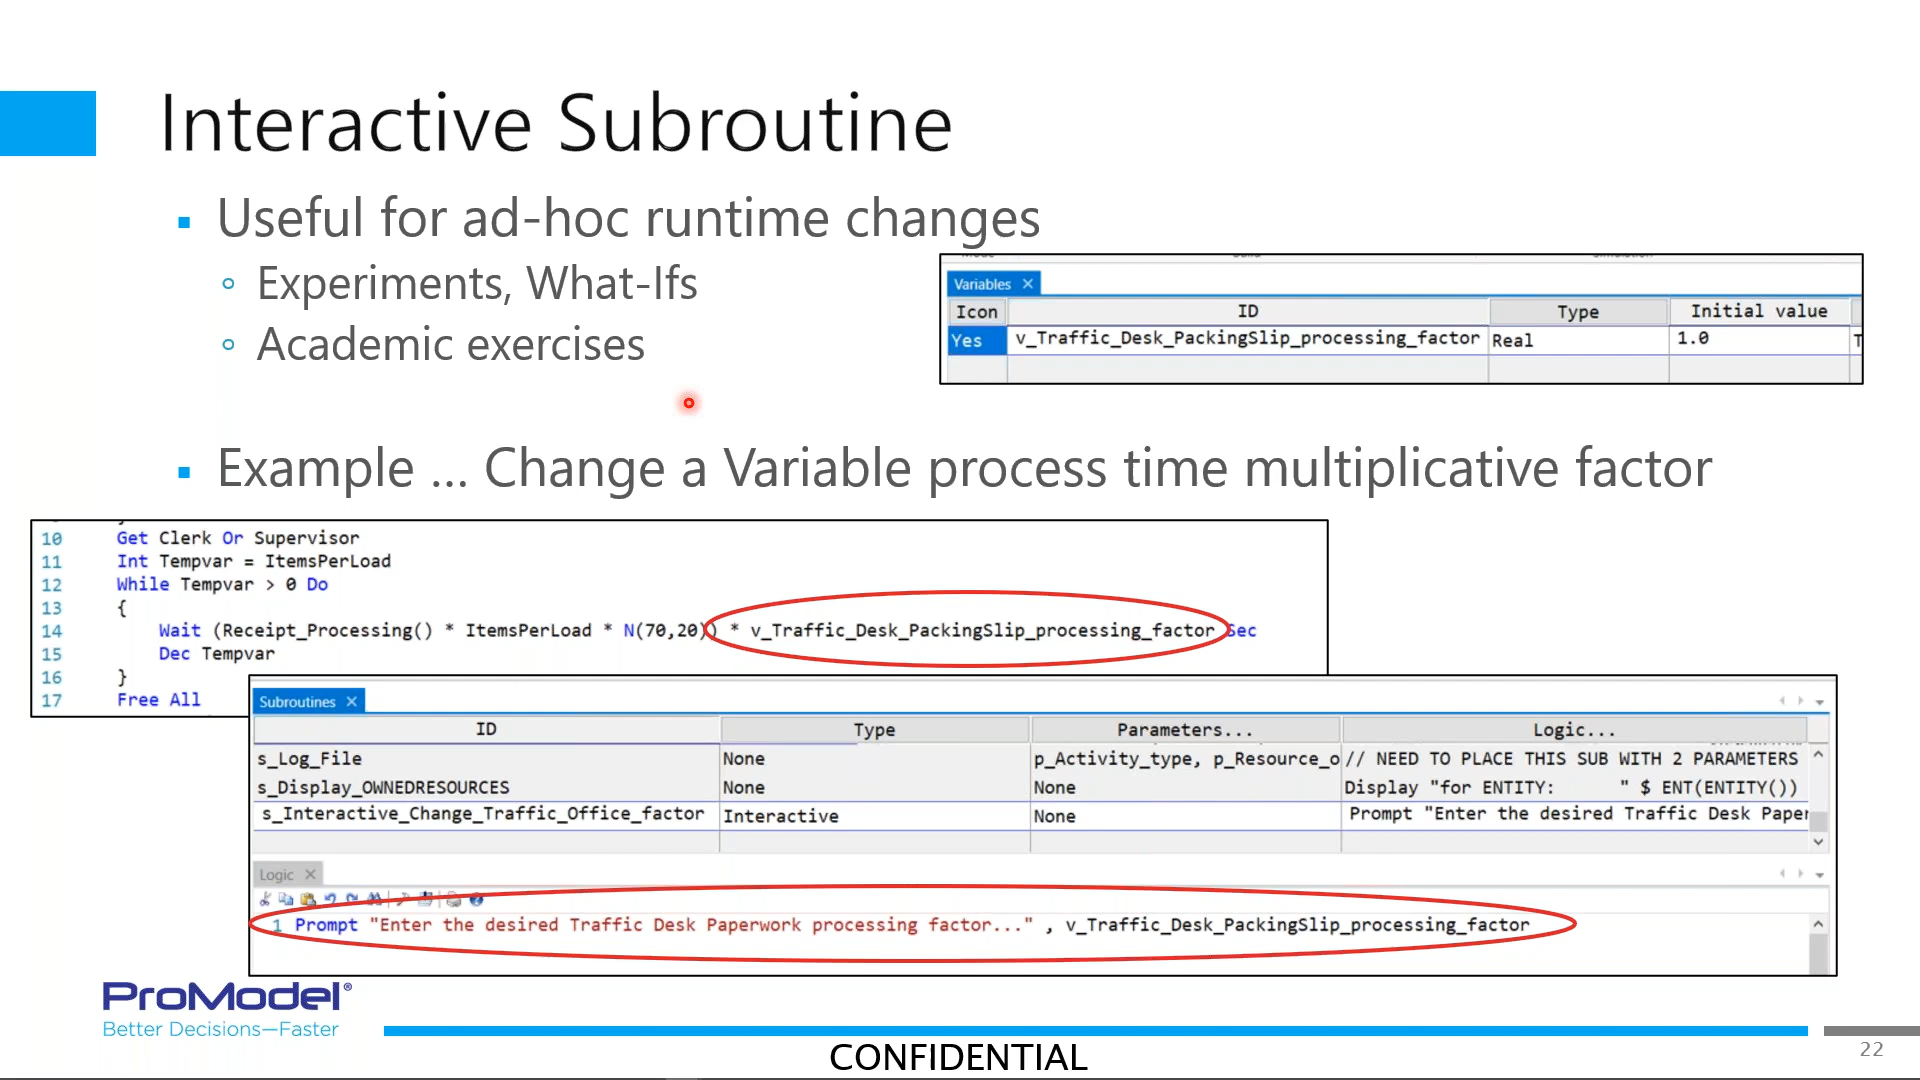 Interactive Subroutine
Useful for ad-hoc runtime changes
Experiments, What-Ifs
Academic exercises
Variables
Icon ID Type Initial value
Yes v_Traffic_Desk_PackingSlip_processing_factor Real 1.0 T
Example ... Change a Variable process time multiplicative factor
10 Get Clerk Or Supervisor
11 Int Tempvar = ItemsPerLoad
12 While Tempvar > 0 Do
13 {
14 Wait (Receipt_Processing() * ItemsPerLoad * N(70,20)) * v_Traffic_Desk_PackingSlip_processing_factor Sec
15 Dec Tempvar
16 }
17 Free All
Subroutines
ID Type Parameters... Logic...
s_Log_File None p_Activity_type, p_Resource_o // NEED TO PLACE THIS SUB WITH 2 PARAMETERS
s_Display_OWNEDRESOURCES None None Display "for ENTITY: " $ ENT(ENTITY())
s_Interactive_Change_Traffic_Office_factor Interactive None Prompt "Enter the desired Traffic Desk Paper
Logic
1 Prompt "Enter the desired Traffic Desk Paperwork processing factor..." , v_Traffic_Desk_PackingSlip_processing_factor
ProModel®
Better Decisions—Faster
CONFIDENTIAL
22